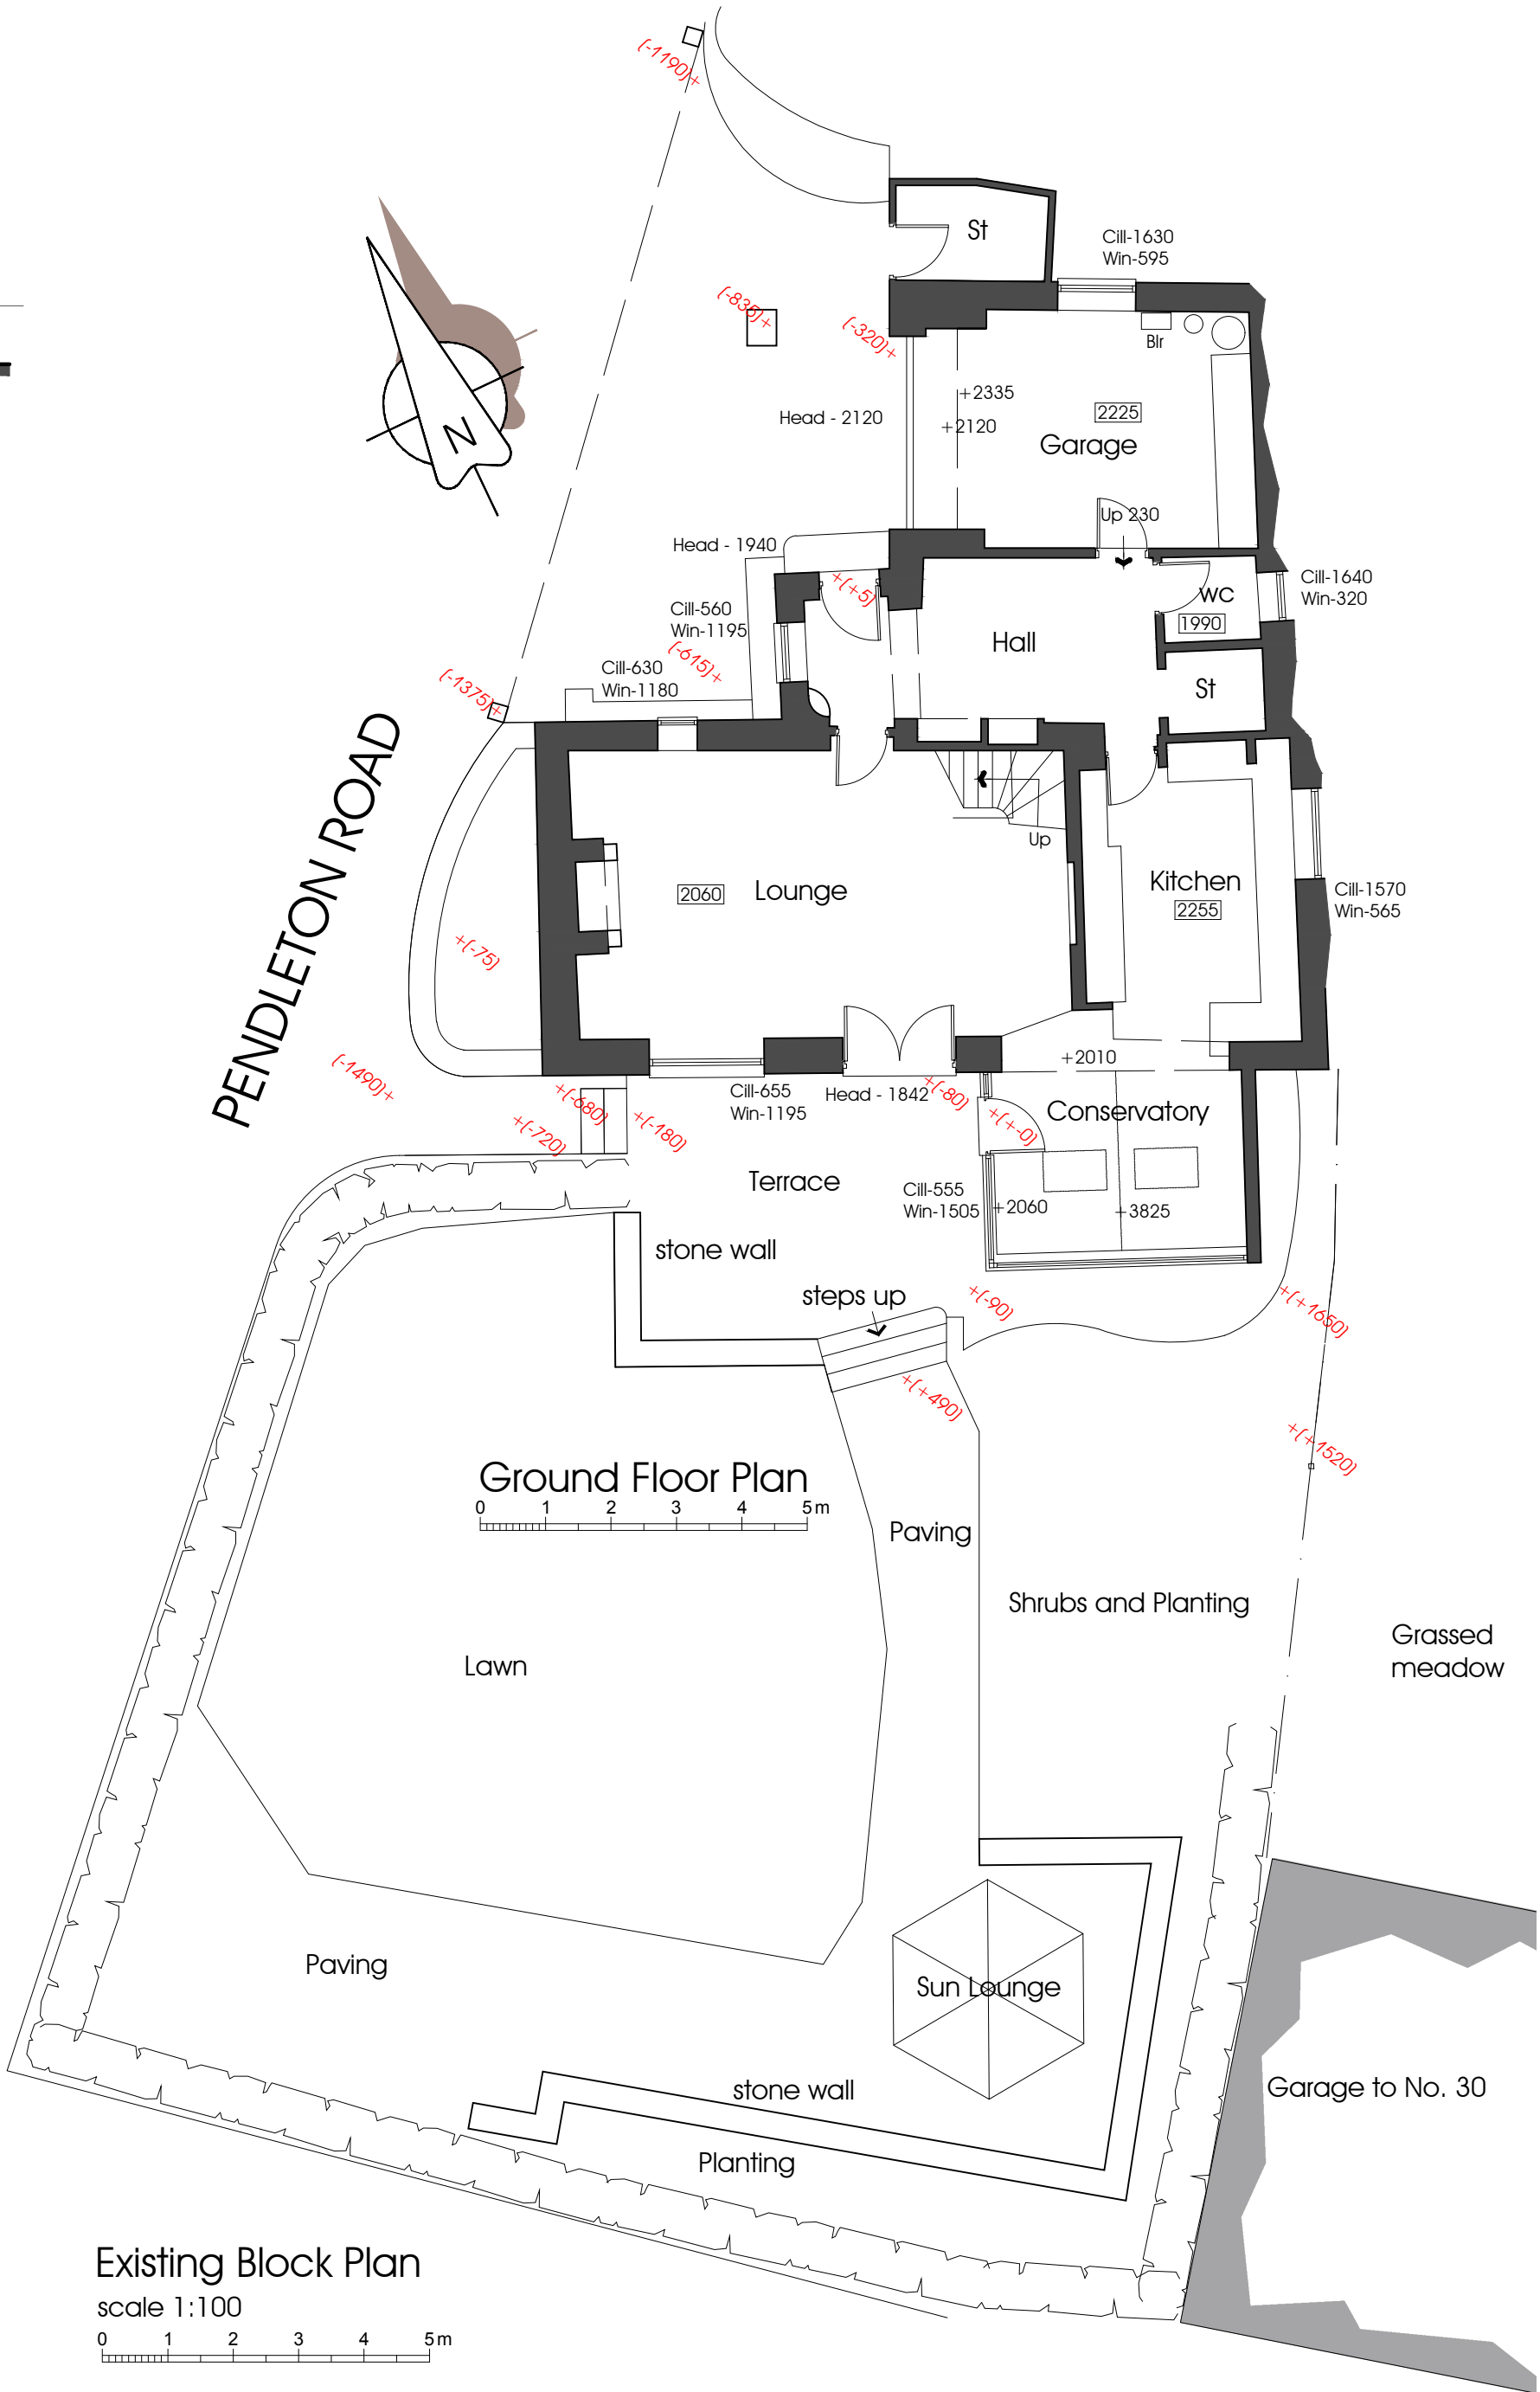 (-1190)+
St
Cill-1630
Win-595
(-835)+
(-320)+
Blr
+2335
Head - 2120
+2120
2225
Garage
N
Up 230
Head - 1940
+(+5)
Cill-1640
Win-320
wc
1990
Cill-560
Win-1195
Hall
(-615)+
Cill-630
Win-1180
St
(-1375)+
PENDLETON ROAD
Up
2060
Lounge
Kitchen
2255
Cill-1570
Win-565
+(-75)
+2010
(-1490)+
+(-680)
+(-720)
+(-180)
Cill-655
Win-1195
Head - 1842
+(-80)
+(+-0)
Conservatory
Terrace
Cill-555
Win-1505
+2060
+3825
stone wall
steps up
+(-90)
+(+1650)
+(+490)
+(+1520)
Ground Floor Plan
0 1 2 3 4 5m
Paving
Shrubs and Planting
Grassed
meadow
Lawn
Paving
Sun Lounge
stone wall
Garage to No. 30
Planting
Existing Block Plan
scale 1:100
0 1 2 3 4 5m